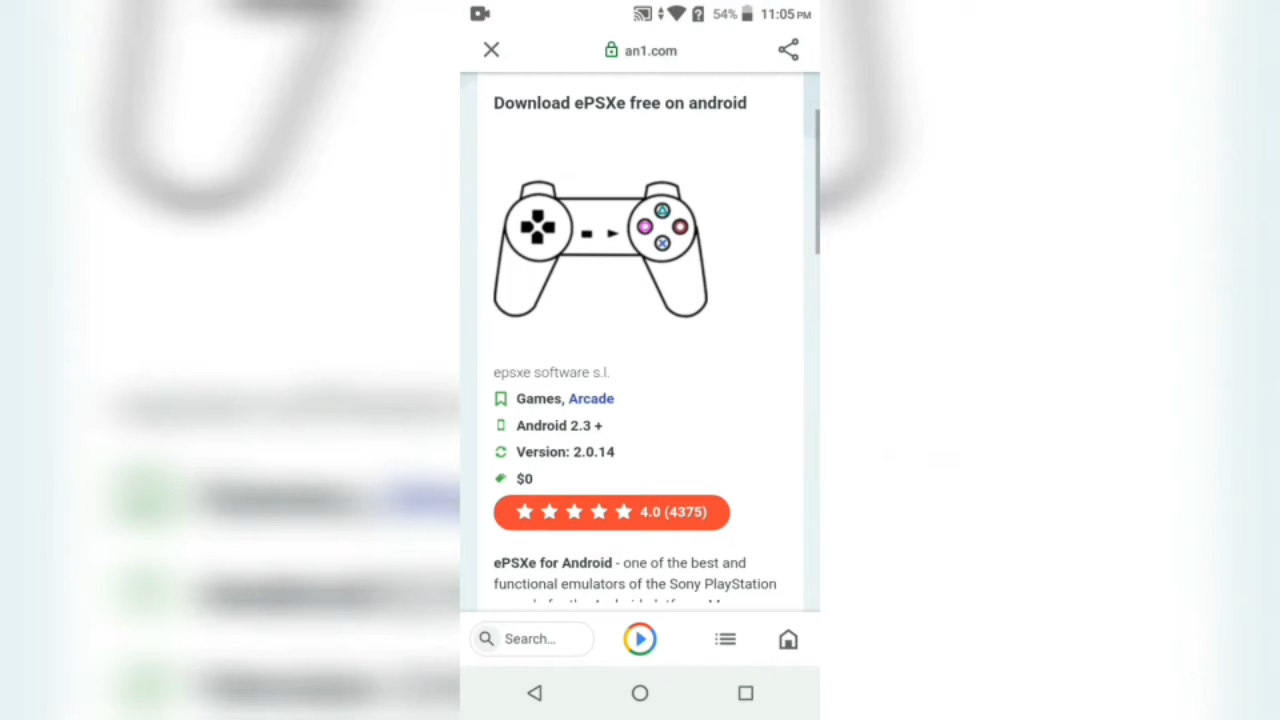 54% 11:05 PM
an1.com
Download ePSXe free on android
epsxe software s.l.
Games, Arcade
Android 2.3 +
Version: 2.0.14
$0
4.0 (4375)
ePSXe for Android - one of the best and
functional emulators of the Sony PlayStation
Search...